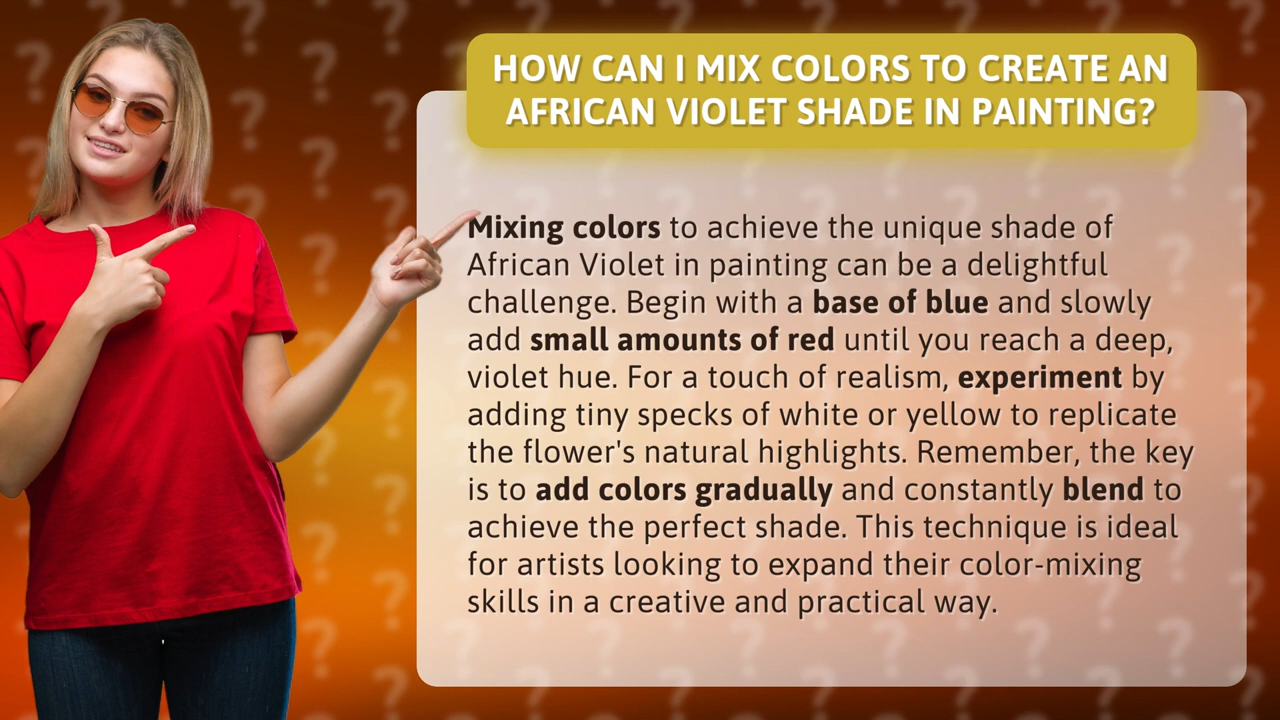 HOW CAN I MIX COLORS TO CREATE AN
AFRICAN VIOLET SHADE IN PAINTING?
Mixing colors to achieve the unique shade of
African Violet in painting can be a delightful
challenge. Begin with a base of blue and slowly
add small amounts of red until you reach a deep,
violet hue. For a touch of realism, experiment by
adding tiny specks of white or yellow to replicate
the flower's natural highlights. Remember, the key
is to add colors gradually and constantly blend to
achieve the perfect shade. This technique is ideal
for artists looking to expand their color-mixing
skills in a creative and practical way.